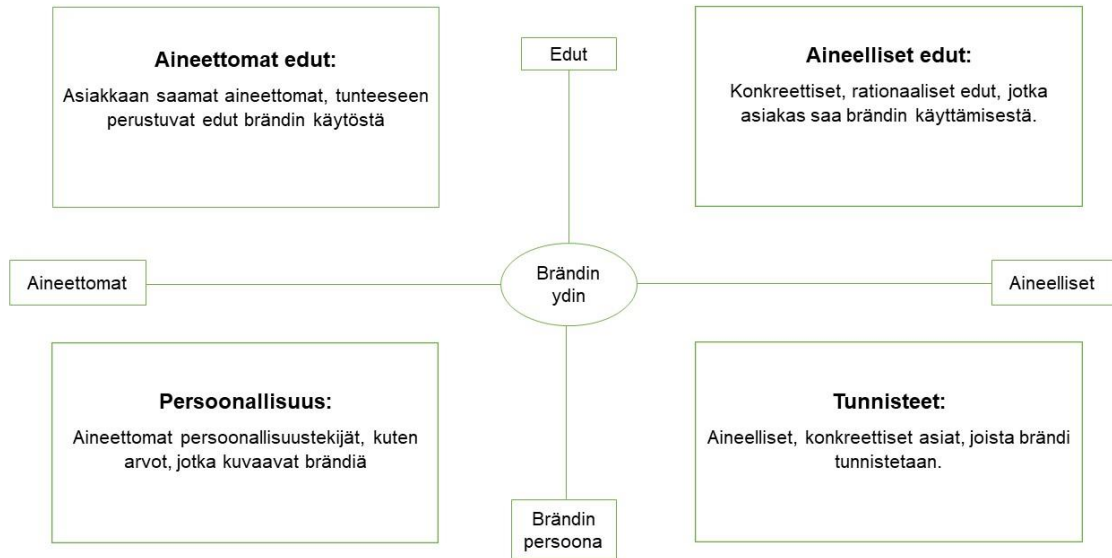 Aineettomat edut:
Asiakkaan saamat aineettomat, tunteeseen
perustuvat edut brändin käytöstä
Edut
Aineelliset edut:
Konkreettiset, rationaaliset edut, jotka
asiakas saa brändin käyttämisestä.
Aineettomat
Brändin
ydin
Aineelliset
Persoonallisuus:
Aineettomat persoonallisuustekijät, kuten
arvot, jotka kuvaavat brändiä
Tunnisteet:
Aineelliset, konkreettiset asiat, joista brändi
tunnistetaan.
Brändin
persoona